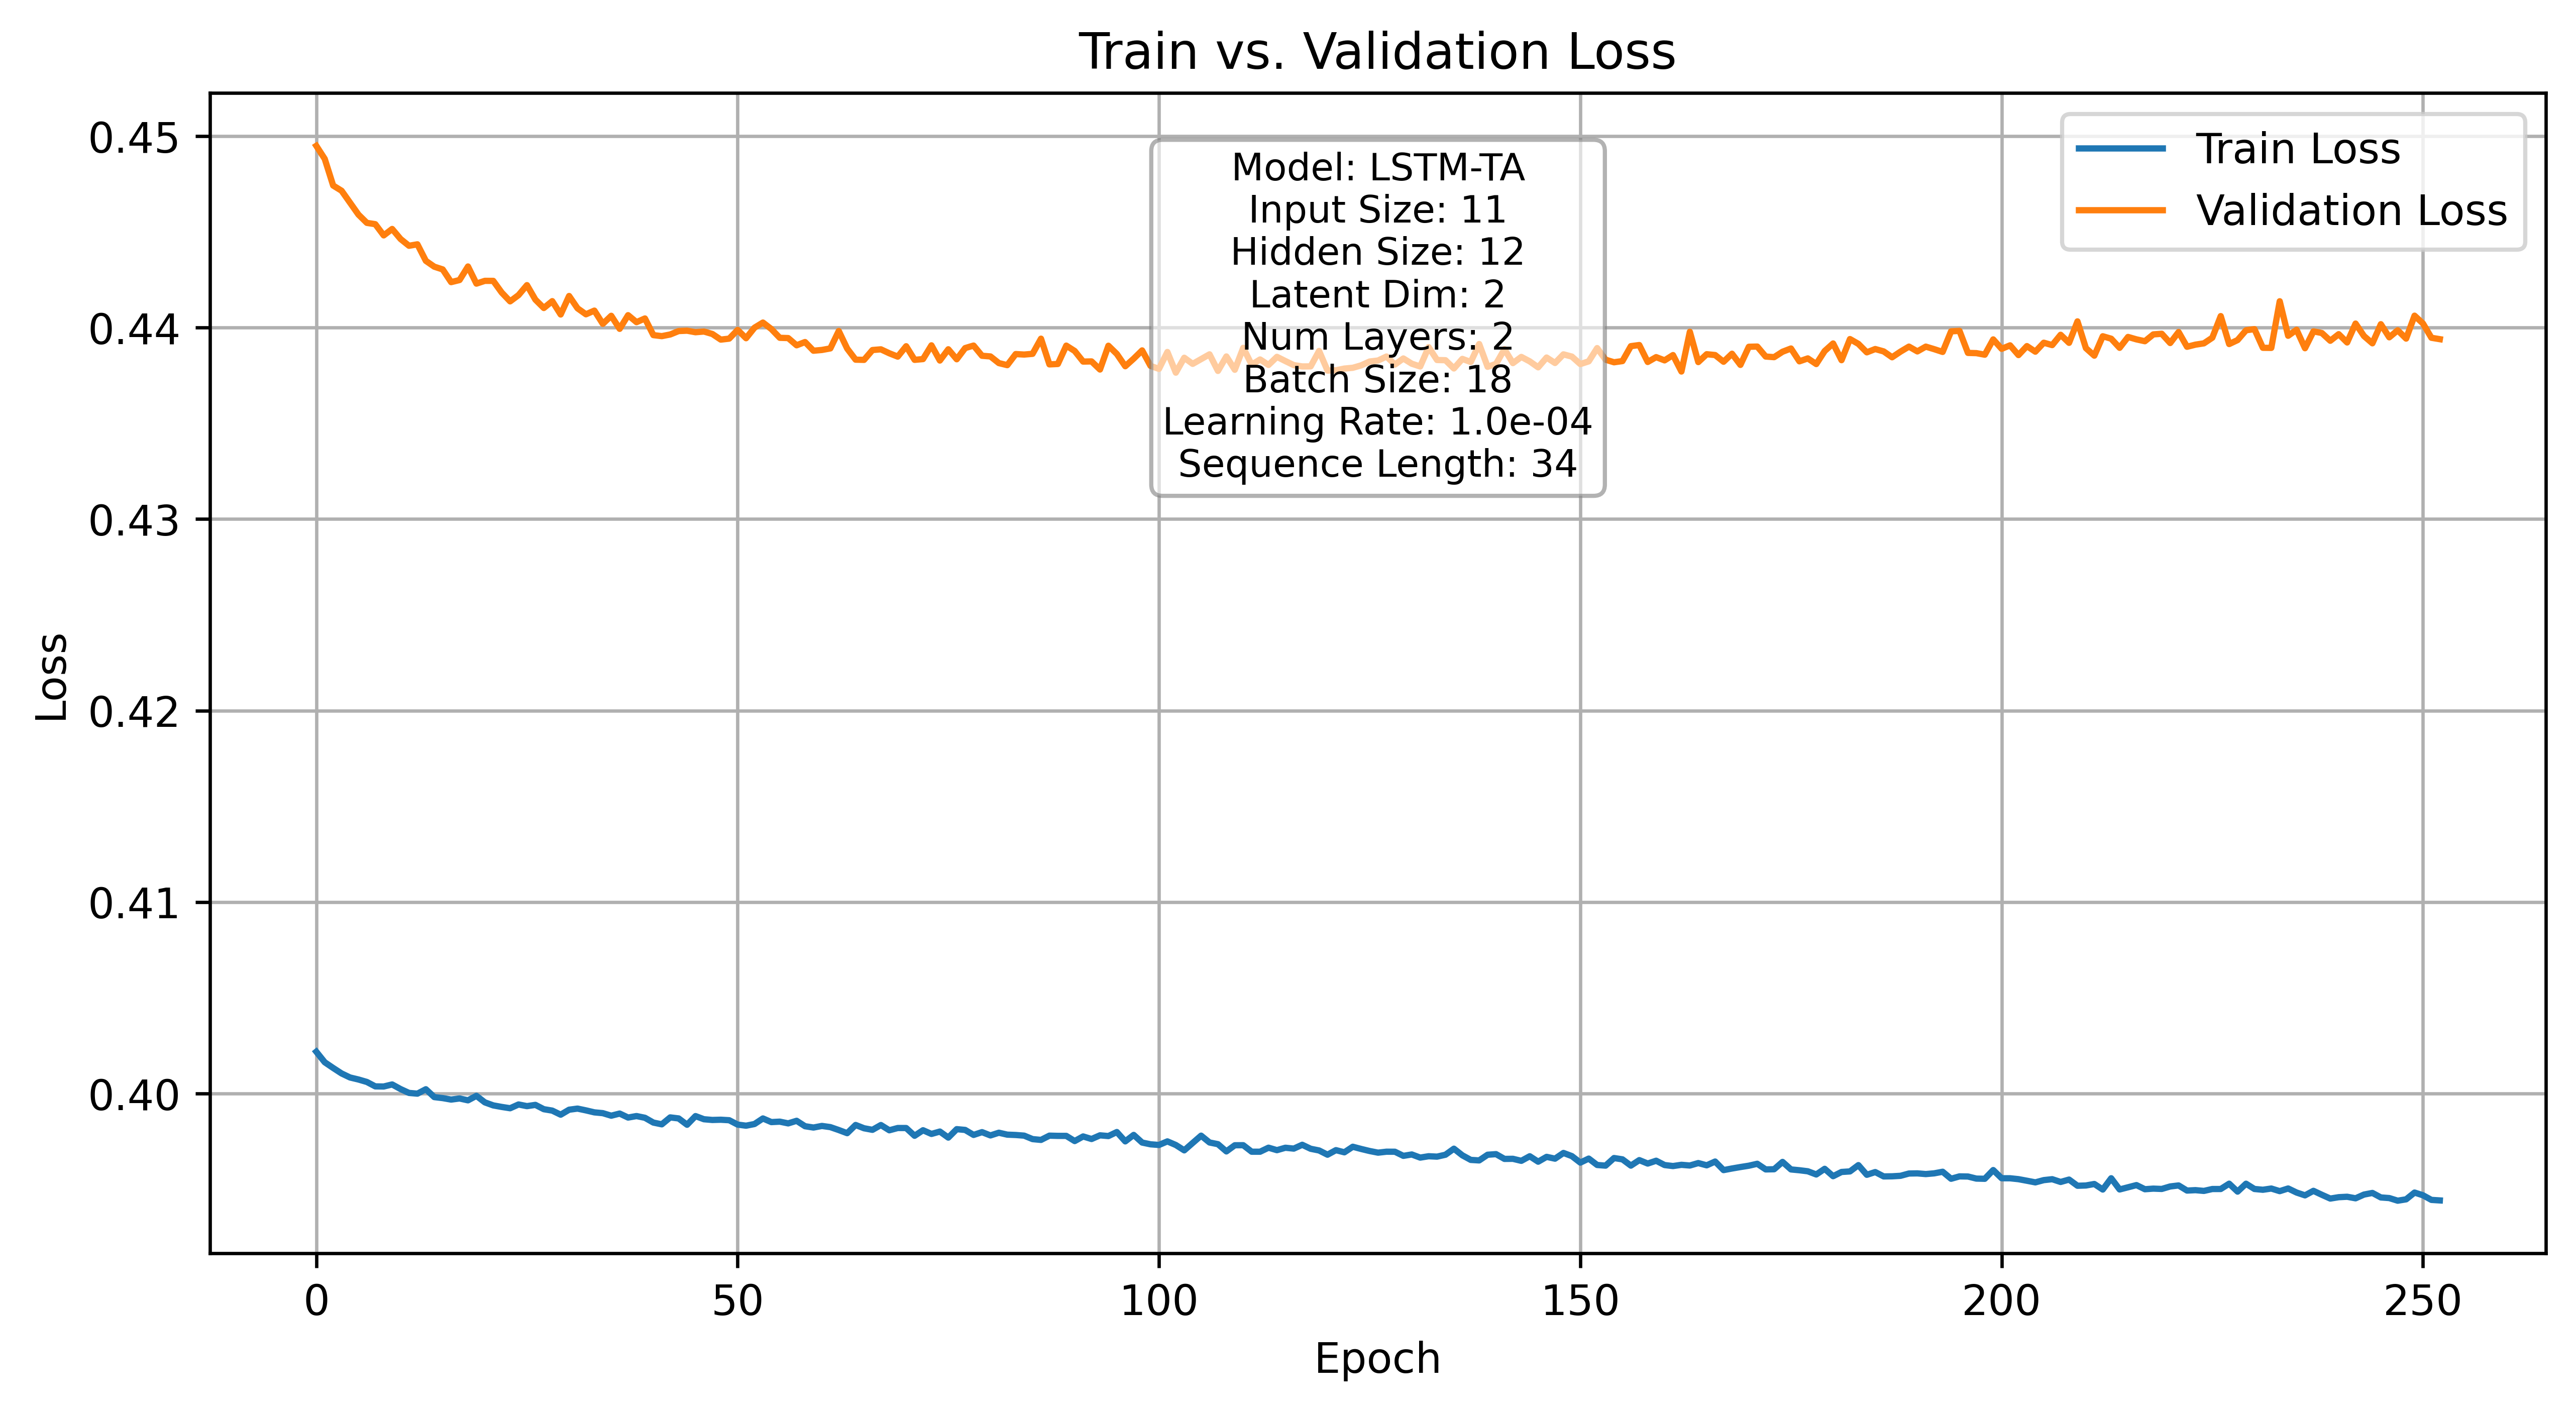 Train vs. Validation Loss
0.45
0.44
0.43
0.42
0.41
0.40
Loss
Model: LSTM-TA
Input Size: 11
Hidden Size: 12
Latent Dim: 2
Num Layers: 2
Batch Size: 18
Learning Rate: 1.0e-04
Sequence Length: 34
Train Loss
Validation Loss
0 50 100 150 200 250
Epoch